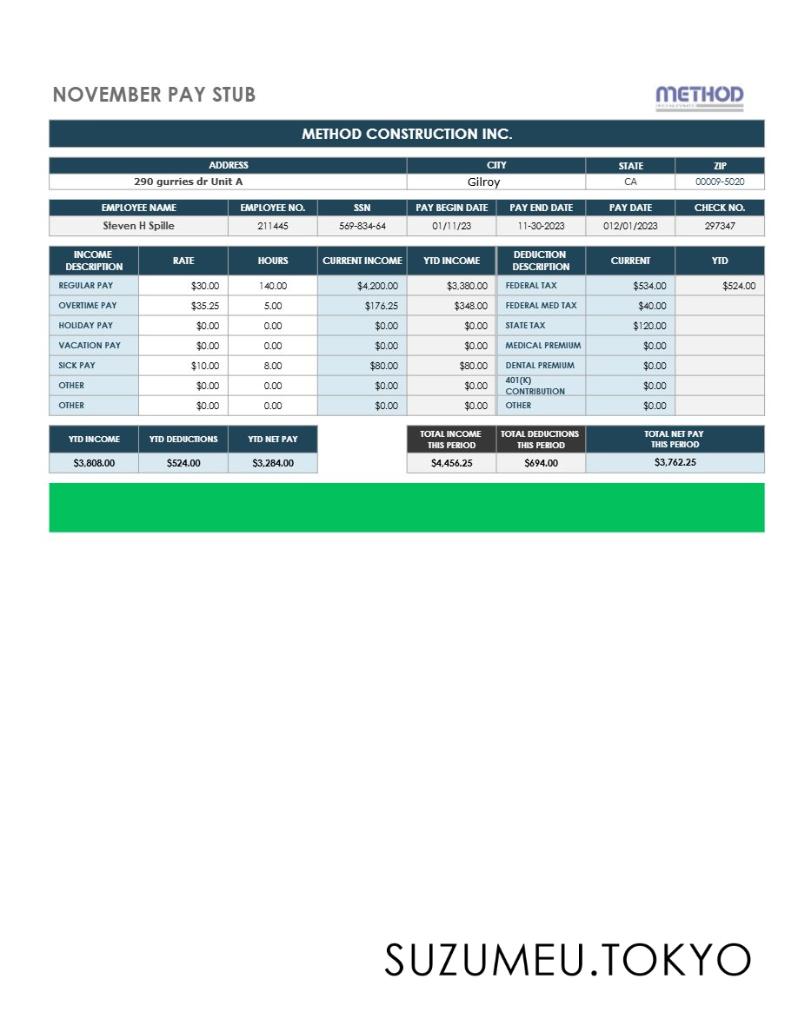 NOVEMBER PAY STUB
METHOD
METHOD CONSTRUCTION INC.
ADDRESS CITY STATE ZIP
290 gurries dr Unit A Gilroy CA 00009-5020
EMPLOYEE NAME EMPLOYEE NO. SSN PAY BEGIN DATE PAY END DATE PAY DATE CHECK NO.
Steven H Spille 211445 569-834-64 01/11/23 11-30-2023 012/01/2023 297347
INCOME DESCRIPTION RATE HOURS CURRENT INCOME YTD INCOME DEDUCTION DESCRIPTION CURRENT YTD
REGULAR PAY $30.00 140.00 $4,200.00 $3,380.00 FEDERAL TAX $534.00 $524.00
OVERTIME PAY $35.25 5.00 $176.25 $348.00 FEDERAL MED TAX $40.00
HOLIDAY PAY $0.00 0.00 $0.00 $0.00 STATE TAX $120.00
VACATION PAY $0.00 0.00 $0.00 $0.00 MEDICAL PREMIUM $0.00
SICK PAY $10.00 8.00 $80.00 $80.00 DENTAL PREMIUM $0.00
OTHER $0.00 0.00 $0.00 $0.00 401(K) CONTRIBUTION $0.00
OTHER $0.00 0.00 $0.00 $0.00 OTHER $0.00
YTD INCOME YTD DEDUCTIONS YTD NET PAY TOTAL INCOME THIS PERIOD TOTAL DEDUCTIONS THIS PERIOD TOTAL NET PAY THIS PERIOD
$3,808.00 $524.00 $3,284.00 $4,456.25 $694.00 $3,762.25
SUZUMEU.TOKYO